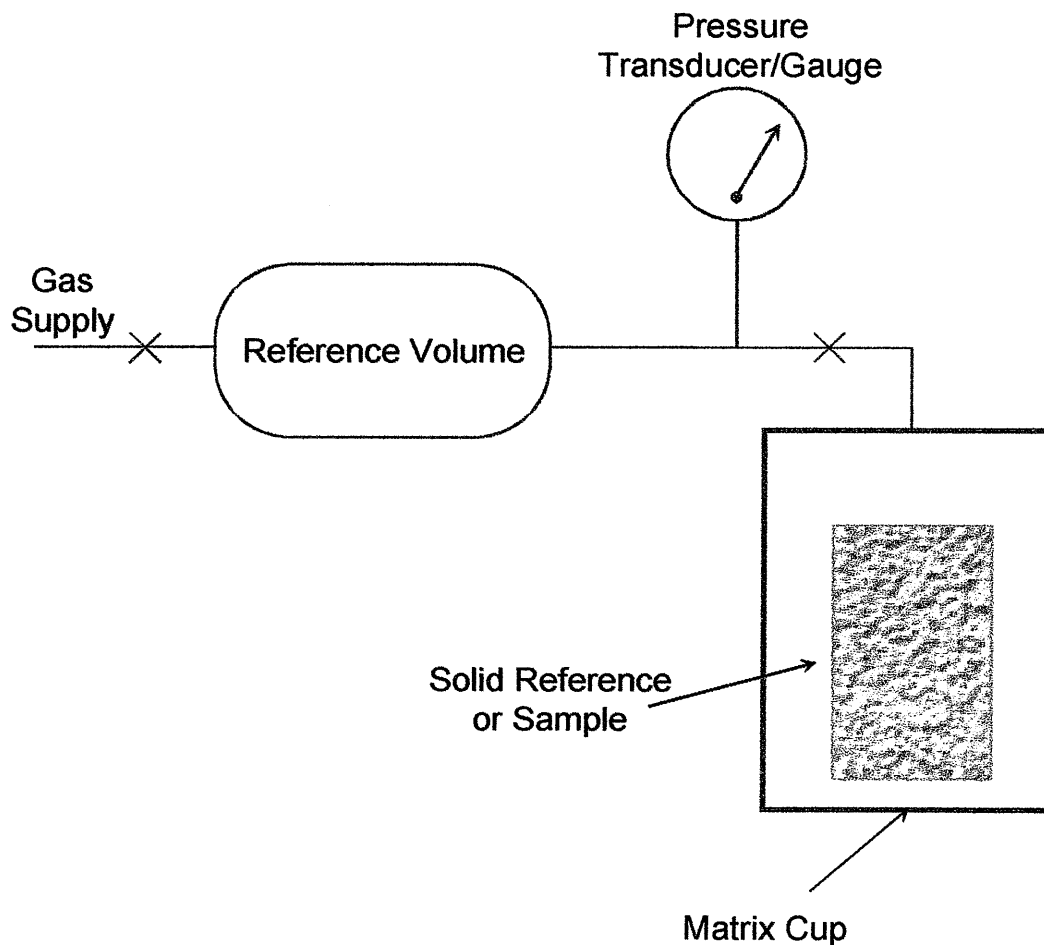 Pressure
Transducer/Gauge
Gas
Supply
Reference Volume
Solid Reference
or Sample
Matrix Cup